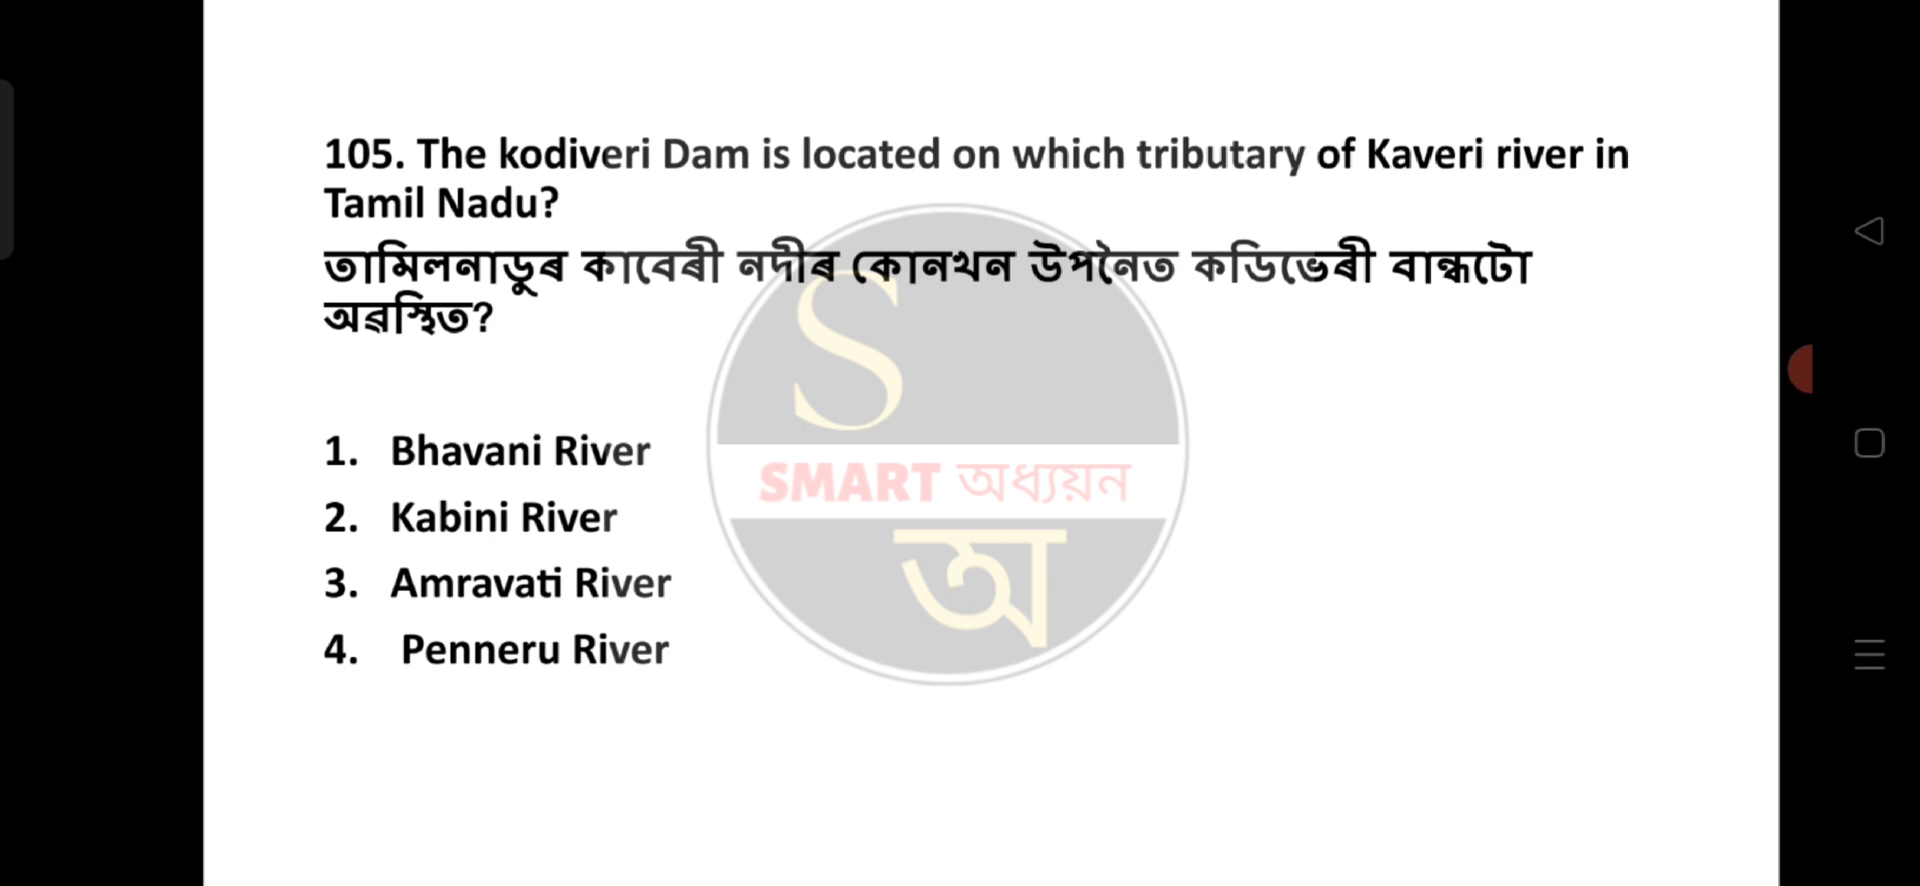 105. The kodiveri Dam is located on which tributary of Kaveri river in
Tamil Nadu?
তামিলনাডুৰ কাবেৰী নদীৰ কোনখন উপনৈত কডিভেৰী বান্ধটো
অৱস্থিত?
1. Bhavani River
2. Kabini River
3. Amravati River
4. Penneru River
S
SMART অধ্যয়ন
অ